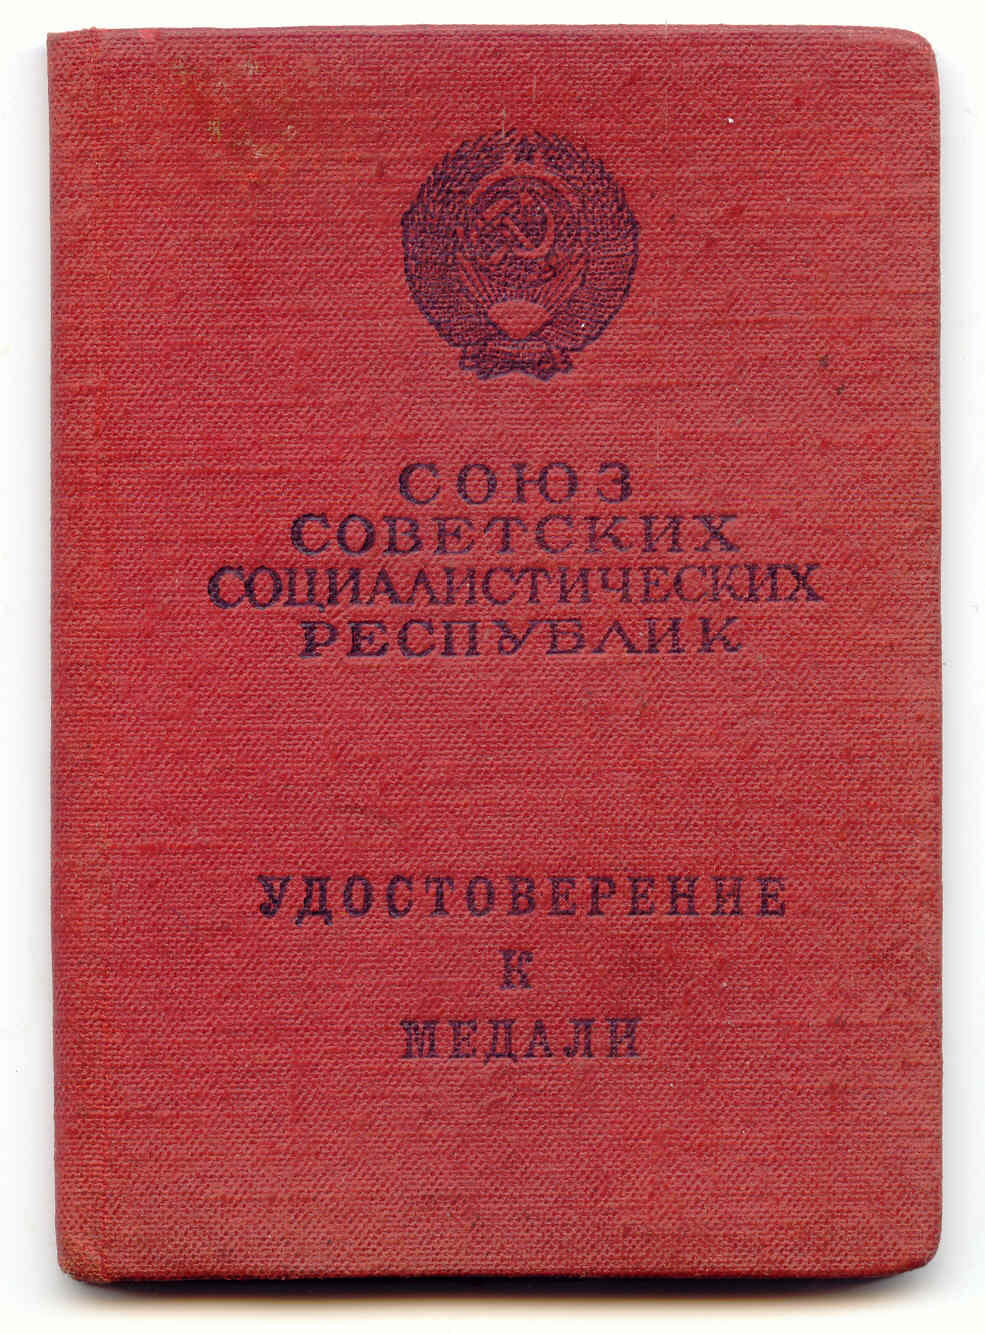 СОЮЗ
СОВЕТСКИХ
СОЦИАЛИСТИЧЕСКИХ
РЕСПУБЛИК
УДОСТОВЕРЕНИЕ
К
МЕДАЛИ